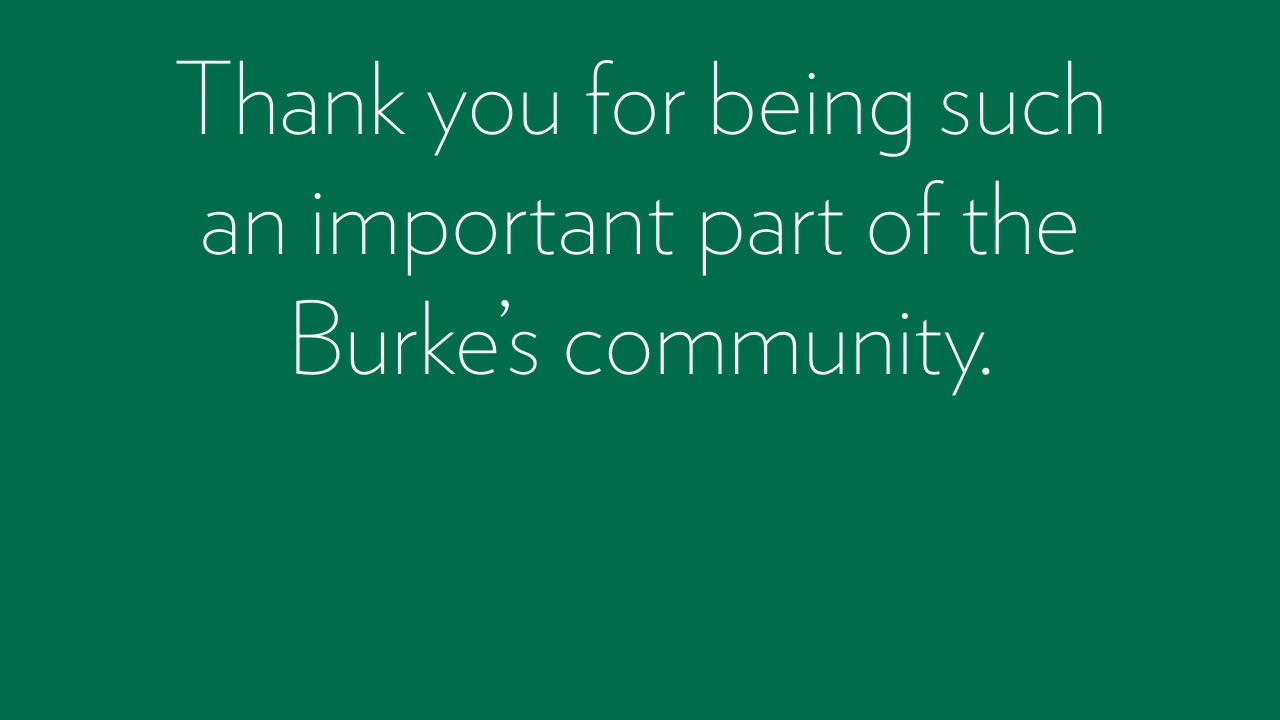 Thank you for being such
an important part of the
Burke’s community.